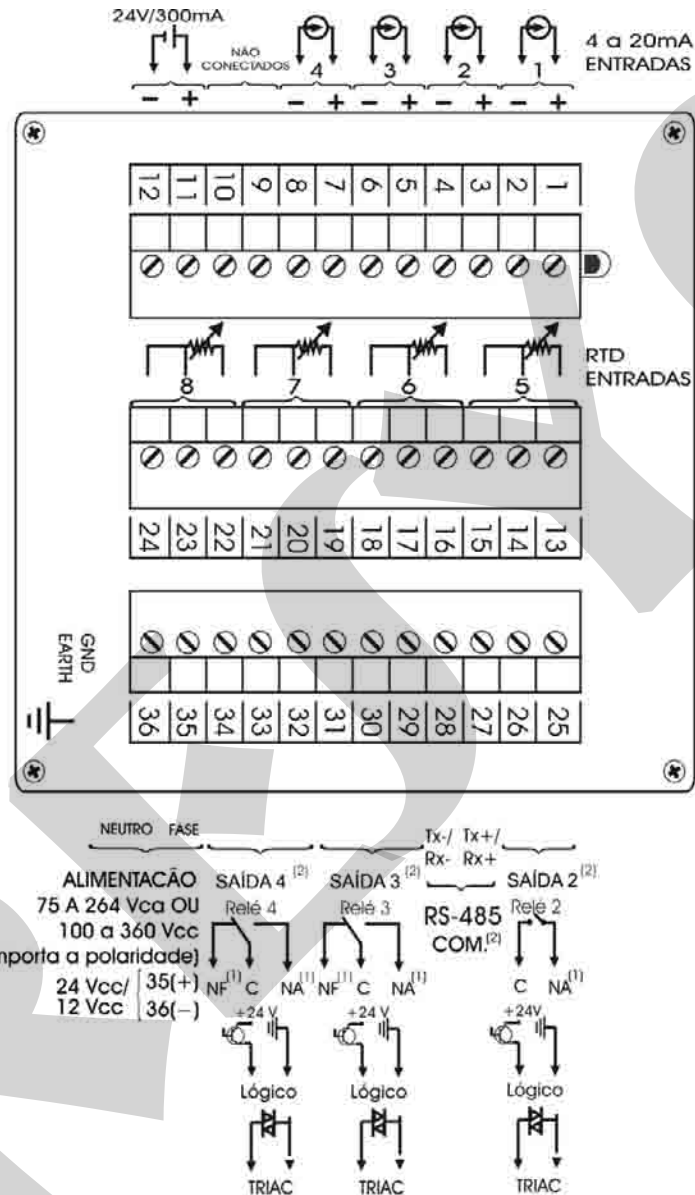 24V/300mA
NÃO
CONECTADOS
4 3 2 1
4 a 20mA
ENTRADAS
− + − + − + − + − +
12 11 10 9 8 7 6 5 4 3 2 1
RTD
ENTRADAS
8 7 6 5
24 23 22 21 20 19 18 17 16 15 14 13
GND
EARTH
36 35 34 33 32 31 30 29 28 27 26 25
NEUTRO FASE
ALIMENTACÃO
75 A 264 Vca OU
100 a 360 Vcc
importa a polaridade)
24 Vcc/ 35(+)
12 Vcc 36(−)
SAÍDA 4 (2)
Relé 4
NF(1) C NA(1)
+24 V
Lógico
TRIAC
SAÍDA 3 (2)
Relé 3
NF(1) C NA(1)
+24 V
Lógico
TRIAC
Tx-/ Tx+/
Rx- Rx+
RS-485
COM.(2)
SAÍDA 2 (2)
Relé 2
C NA(1)
+24V
Lógico
TRIAC